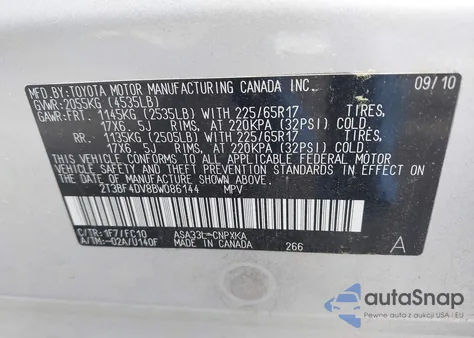 MFD.BY:TOYOTA MOTOR MANUFACTURING CANADA INC. 09/10
GVWR:2055KG (4535LB)
GAWR:FRT. 1145KG (2535LB) WITH 225/65R17 TIRES,
17X6.5J RIMS, AT 220KPA (32PSI) COLD.
RR. 1135KG (2505LB) WITH 225/65R17 TIRES,
17X6.5J RIMS, AT 220KPA (32PSI) COLD.
THIS VEHICLE CONFORMS TO ALL APPLICABLE FEDERAL MOTOR
VEHICLE SAFETY AND THEFT PREVENTION STANDARDS IN
EFFECT ON THE DATE OF MANUFACTURE SHOWN ABOVE.
2T3BF4DV8BW086144 MPV
C/TR:1F7/FC10 ASA33L-CNPXKA
A/TM:-02A/U140F MADE IN CANADA 266 A
autoSnap
Pewne auto z aukcji USA i EU